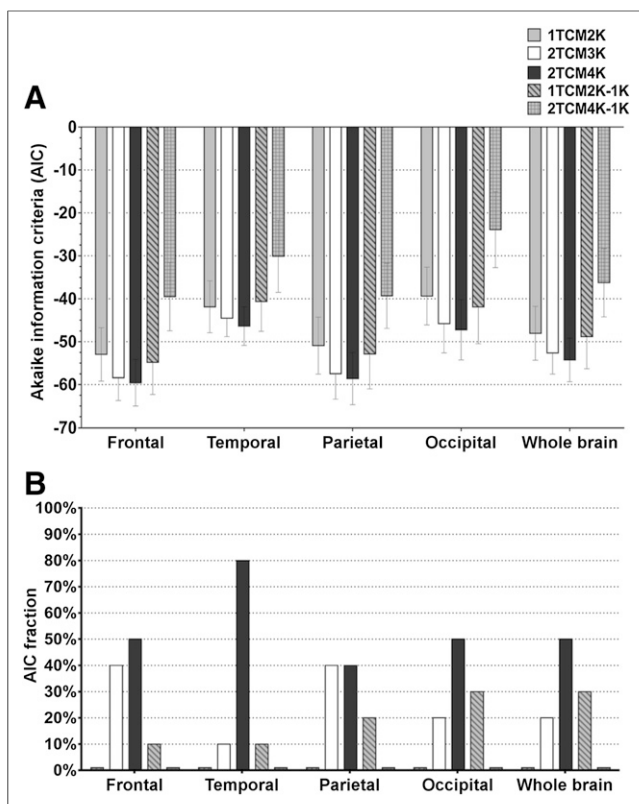 1TCM2K
2TCM3K
2TCM4K
1TCM2K-1K
2TCM4K-1K
A
Akaike information criteria (AIC)
0
-10
-20
-30
-40
-50
-60
-70
Frontal Temporal Parietal Occipital Whole brain
B
AIC fraction
100%
90%
80%
70%
60%
50%
40%
30%
20%
10%
0%
Frontal Temporal Parietal Occipital Whole brain